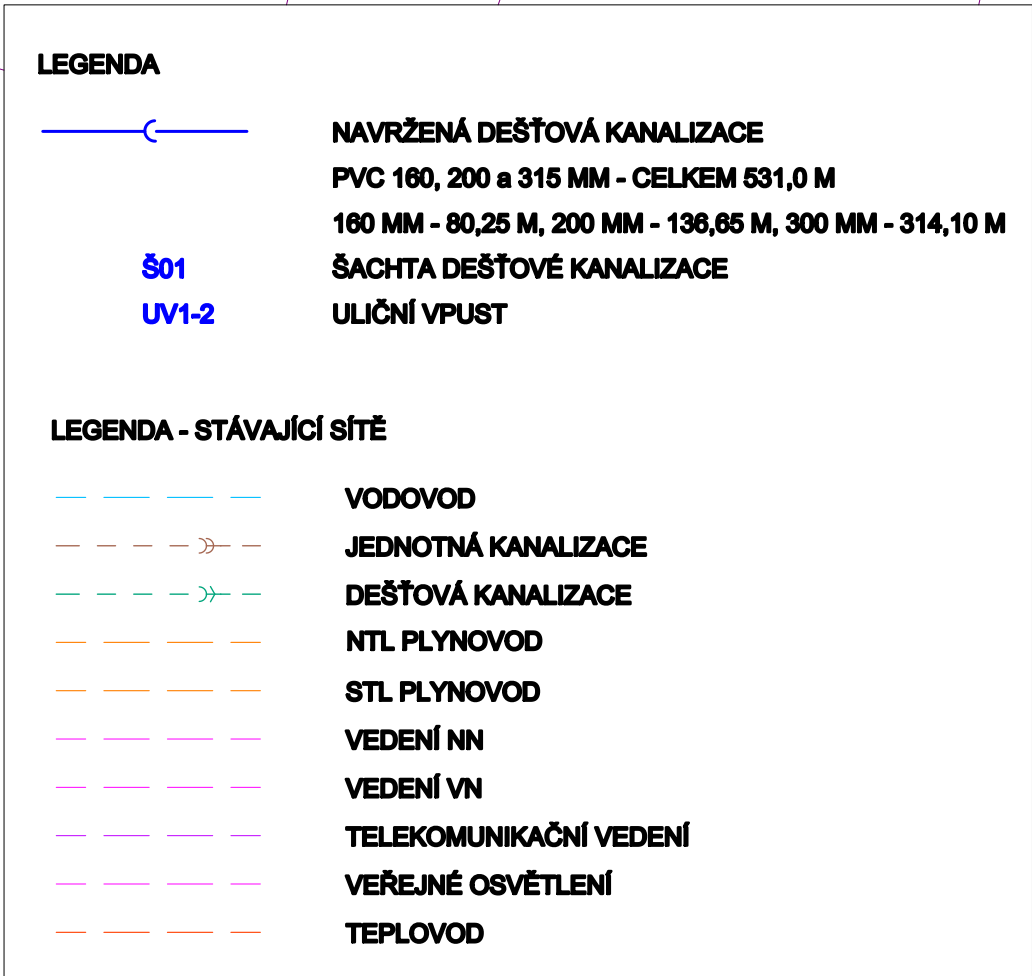 LEGENDA
NAVRŽENÁ DEŠŤOVÁ KANALIZACE
PVC 160, 200 a 315 MM - CELKEM 531,0 M
160 MM - 80,25 M, 200 MM - 136,65 M, 300 MM - 314,10 M
Š01 ŠACHTA DEŠŤOVÉ KANALIZACE
UV1-2 ULIČNÍ VPUST
LEGENDA - STÁVAJÍCÍ SÍTĚ
VODOVOD
JEDNOTNÁ KANALIZACE
DEŠŤOVÁ KANALIZACE
NTL PLYNOVOD
STL PLYNOVOD
VEDENÍ NN
VEDENÍ VN
TELEKOMUNIKAČNÍ VEDENÍ
VEŘEJNÉ OSVĚTLENÍ
TEPLOVOD